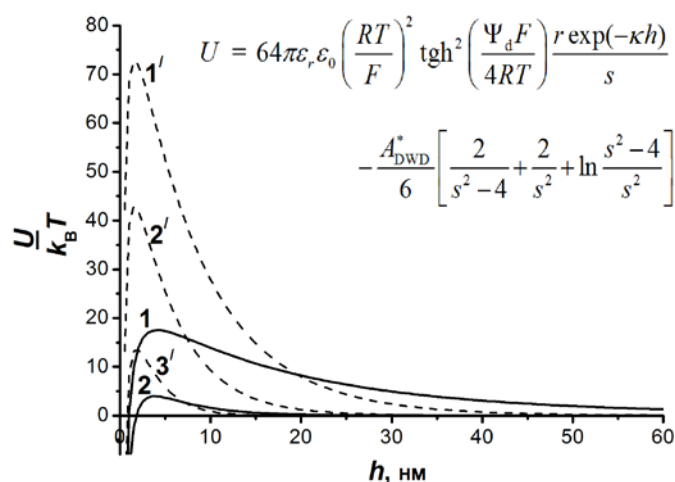 U = 64πε_r ε_0 (RT/F)^2 tgh^2 (Ψ_d F/4RT) r exp(−κh)/s
− A*_DWD/6 [2/(s^2 − 4) + 2/s^2 + ln (s^2 − 4)/s^2]
80
70
60
50
40
30
20
10
0
U/k_B T
1/
2/
1
3/
2
0 10 20 30 40 50 60
h, нм